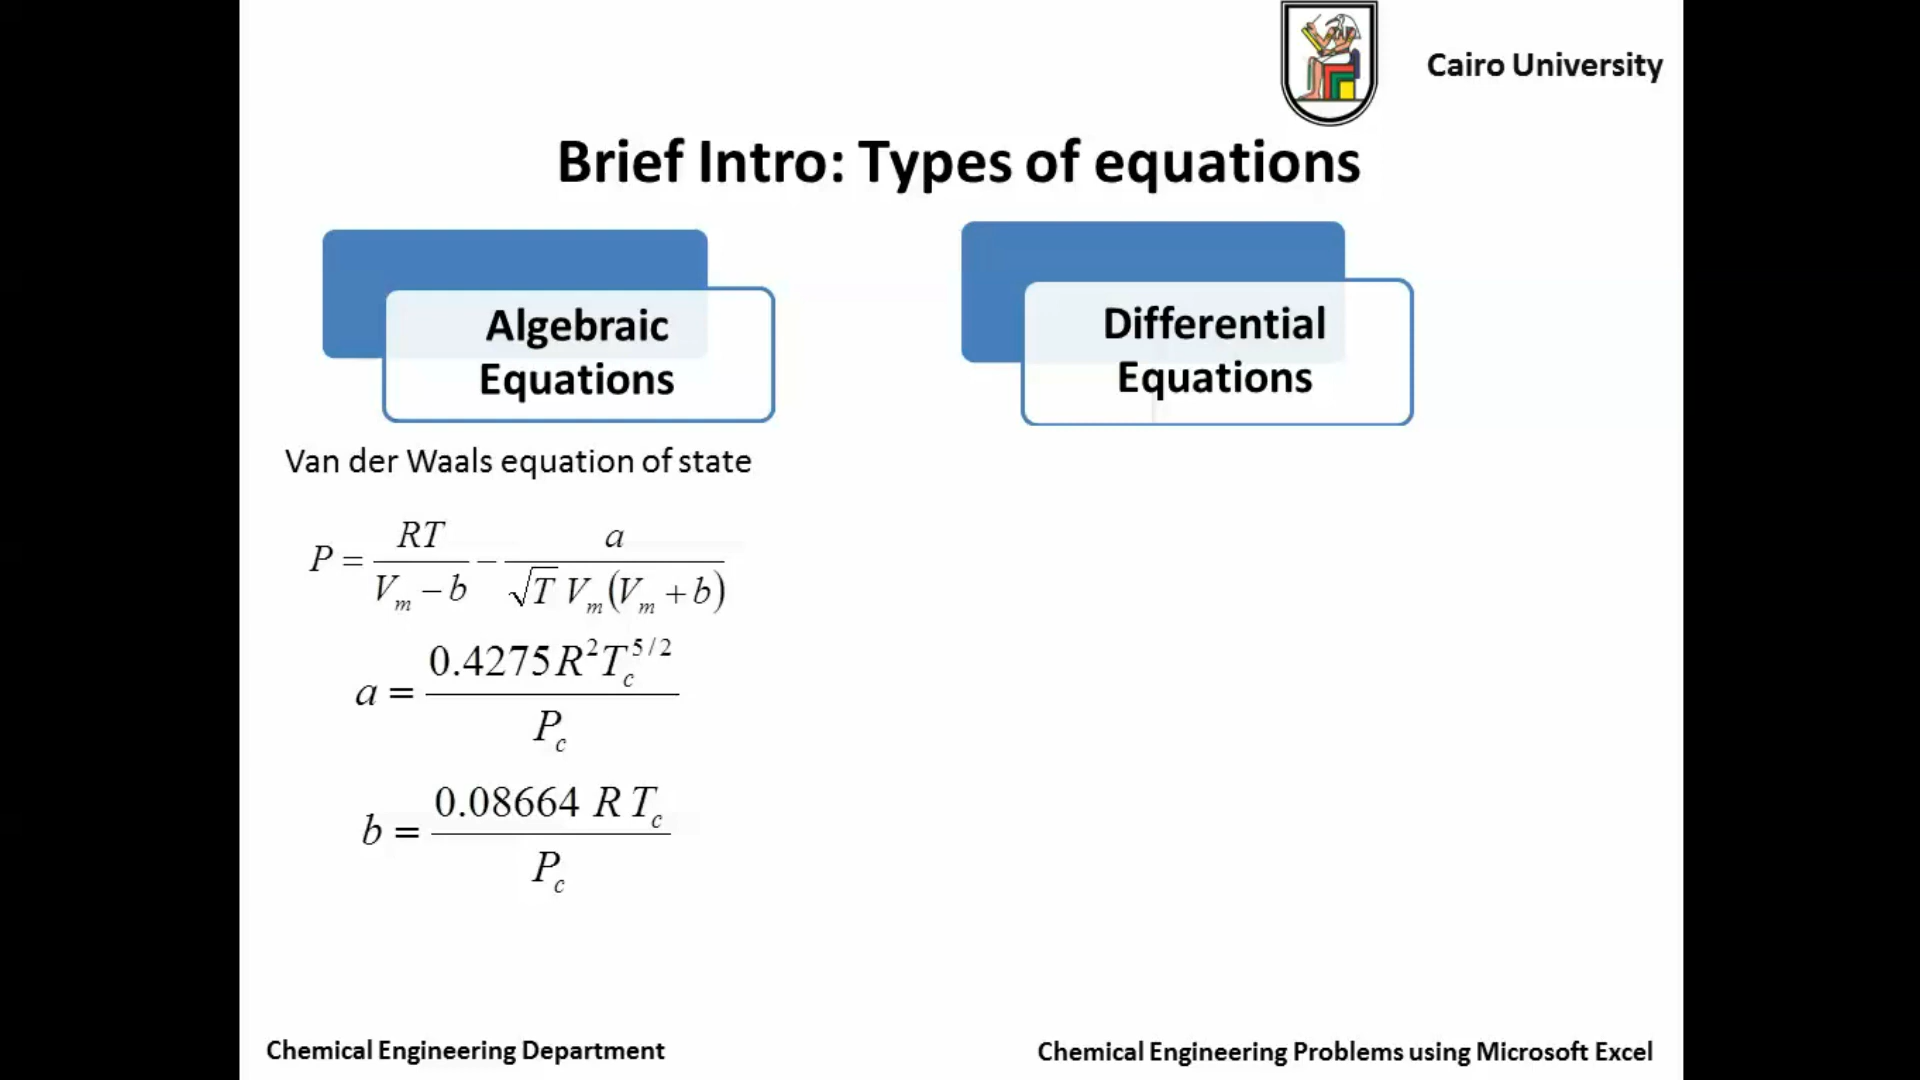 Cairo University
Brief Intro: Types of equations
Algebraic
Equations
Differential
Equations
Van der Waals equation of state
P = RT / (V_m − b) − a / (√T V_m (V_m + b))
a = 0.4275 R² T_c^{5/2} / P_c
b = 0.08664 R T_c / P_c
Chemical Engineering Department
Chemical Engineering Problems using Microsoft Excel